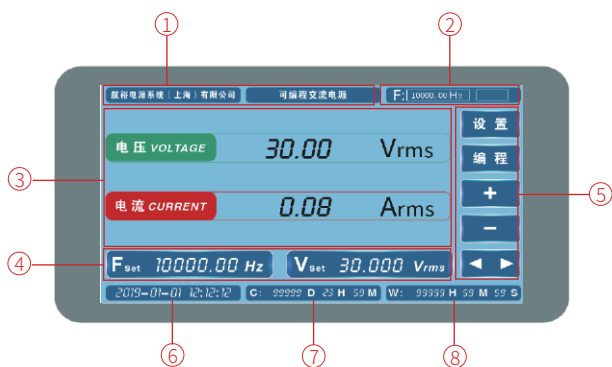 ① ②
航裕电源系统(上海)有限公司 可编程交流电源 F: 10000.00 Hz
设 置
③ 电 压 VOLTAGE 30.00 Vrms
编 程
+ ⑤
电 流 CURRENT 0.08 Arms
−
④ FSet 10000.00 Hz VSet 30.000 Vrms ◀ ▶
2019-01-01 12:12:12 C: 99999 D 23 H 59 M W: 99999 H 59 M 59 S
⑥ ⑦ ⑧